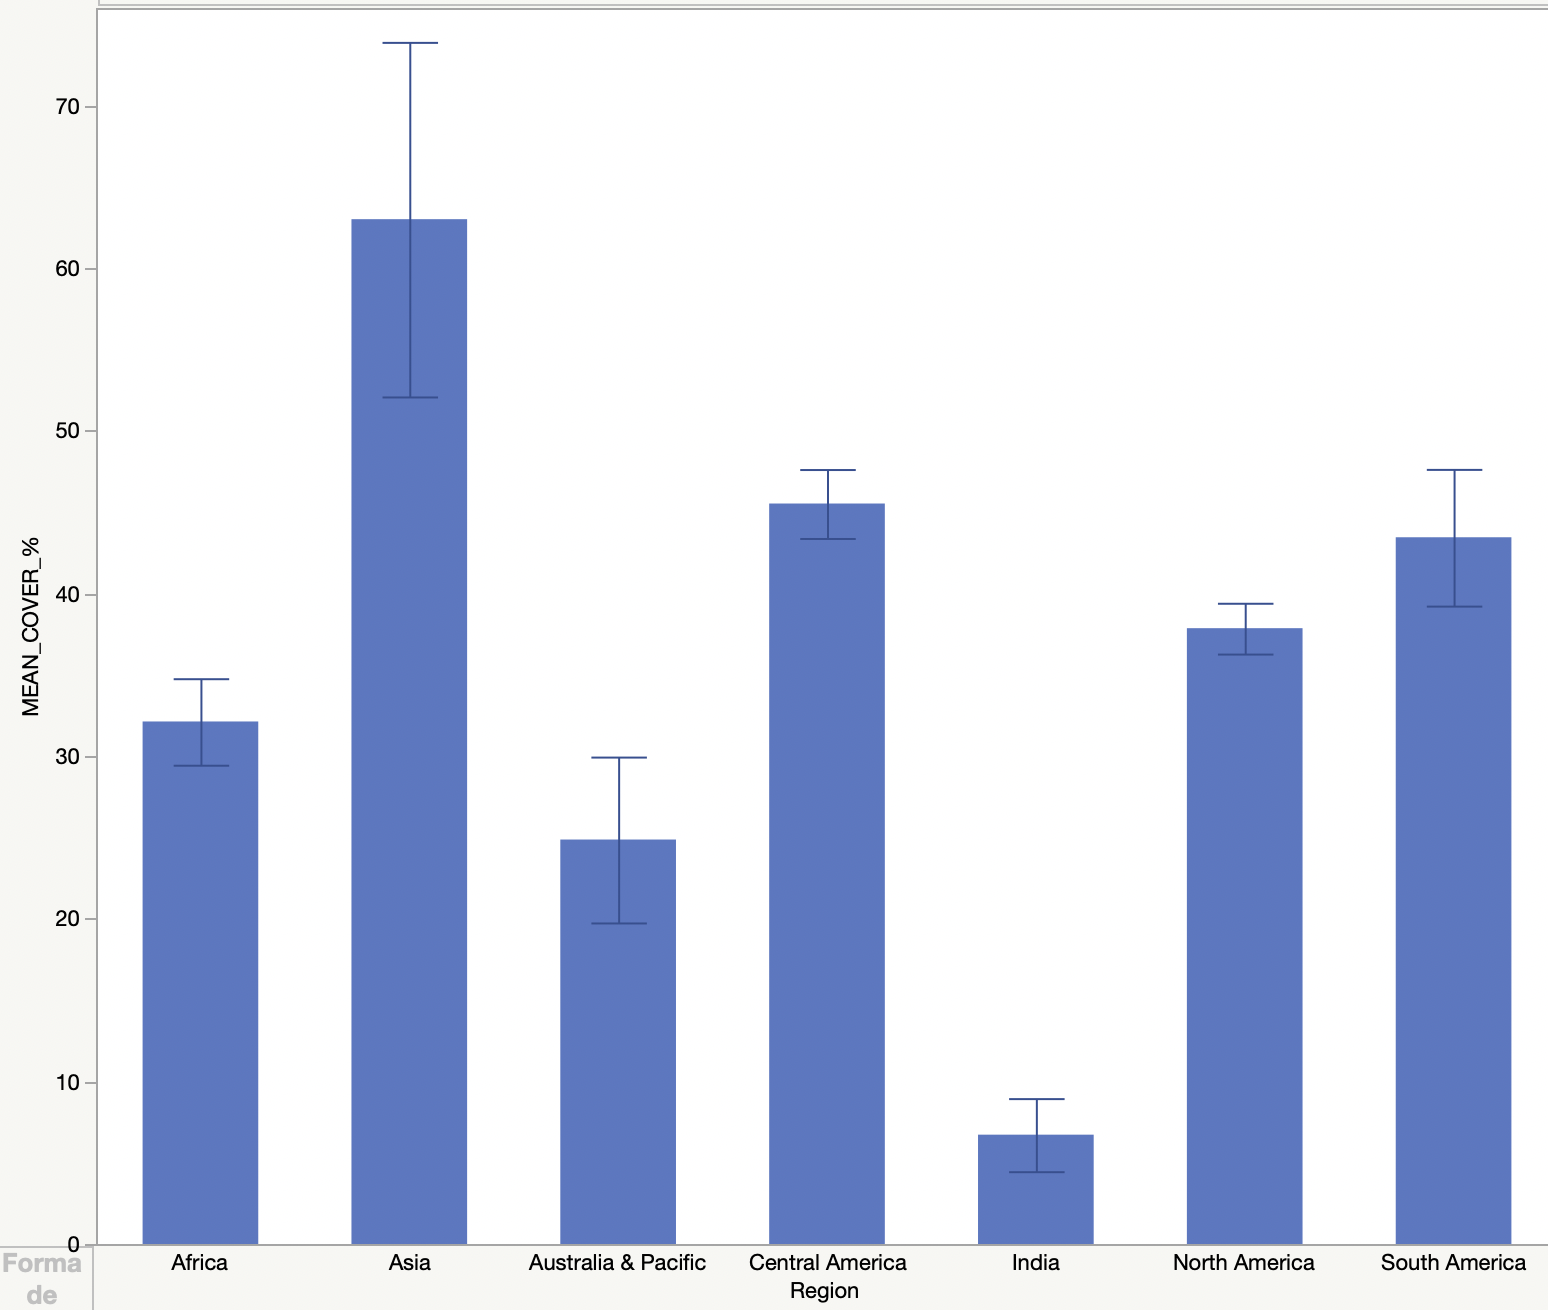 70
60
50
40
30
20
10
0
MEAN_COVER_%
Africa
Asia
Australia & Pacific
Central America
India
North America
South America
Region
Forma
de